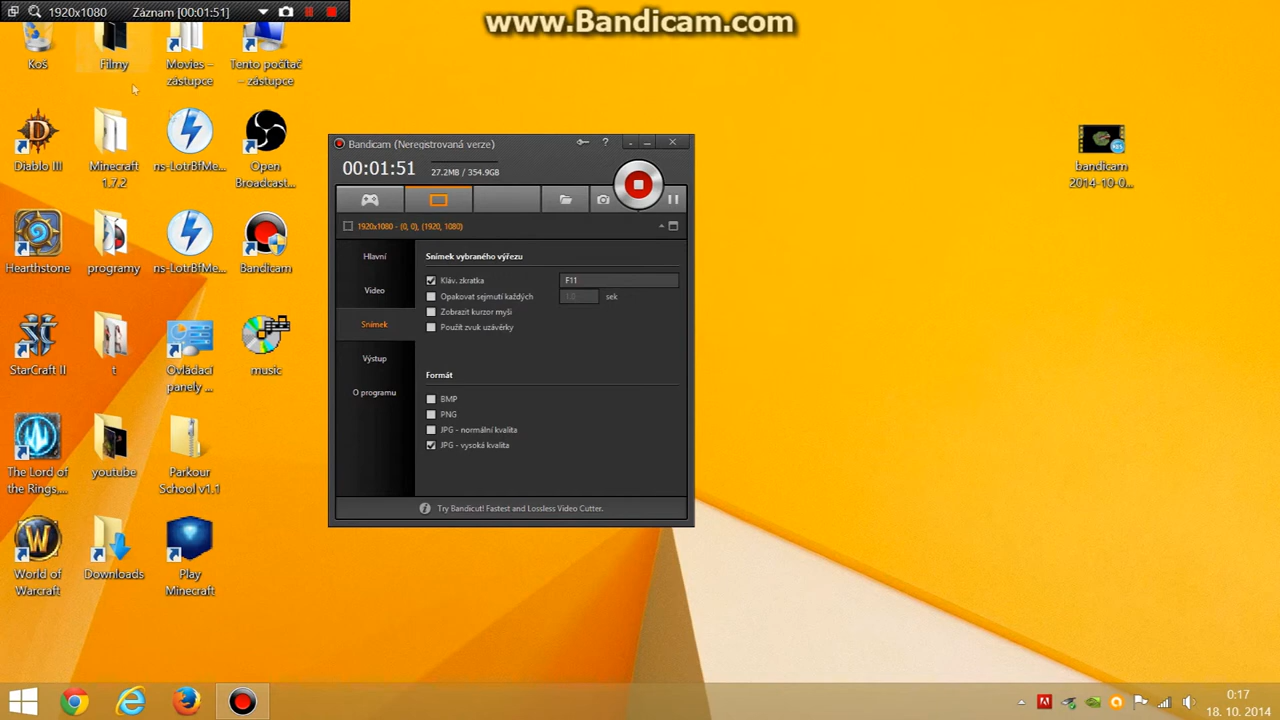 1920x1080 Záznam [00:01:51]
www.Bandicam.com
Koš
Filmy
Movies –
zástupce
Tento počítač
– zástupce
Diablo III
Minecraft
1.7.2
ns-LotrBfMe...
Open
Broadcast...
Hearthstone
programy
ns-LotrBfMe...
Bandicam
StarCraft II
t
Ovládací
panely ...
music
The Lord of
the Rings,...
youtube
Parkour
School v1.1
World of
Warcraft
Downloads
Play
Minecraft
bandicam
2014-10-0...
Bandicam (Neregistrovaná verze)
00:01:51
27.2MB / 354.9GB
1920x1080 - (0, 0), (1920, 1080)
Hlavní
Video
Snímek
Výstup
O programu
Snímek vybraného výřezu
Kláv. zkratka F11
Opakovat sejmutí každých 1.0 sek
Zobrazit kurzor myši
Použít zvuk uzávěrky
Formát
BMP
PNG
JPG - normální kvalita
JPG - vysoká kvalita
Try Bandicut! Fastest and Lossless Video Cutter.
0:17
18. 10. 2014